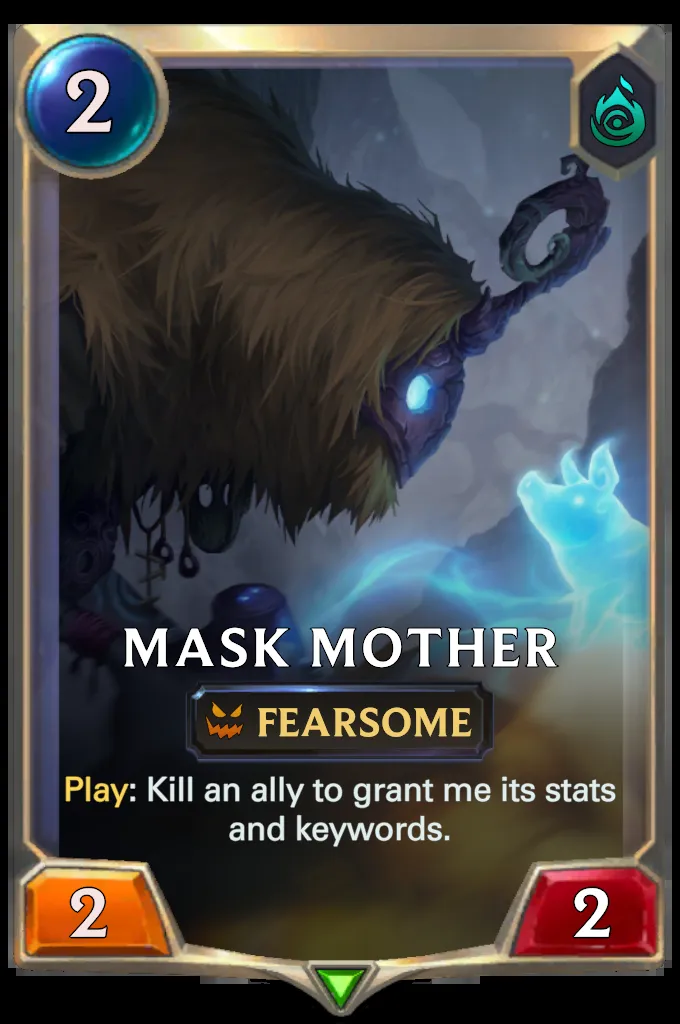 2
MASK MOTHER
FEARSOME
Play: Kill an ally to grant me its stats
and keywords.
2
2